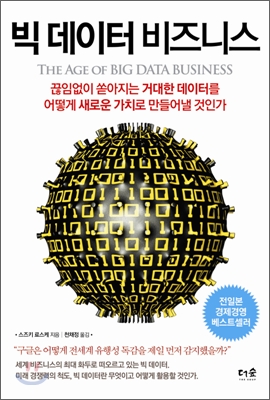 빅 데이터 비즈니스
THE AGE OF BIG DATA BUSINESS
끊임없이 쏟아지는 거대한 데이터를
어떻게 새로운 가치로 만들어낼 것인가
• 스즈키 료스케 지음 | 천채정 옮김 •
전일본
경제경영
베스트셀러
“구글은 어떻게 전세계 유행성 독감을 제일 먼저 감지했을까?”
세계 비즈니스의 최대 화두로 떠오르고 있는 빅 데이터,
미래 경쟁력의 척도, 빅 데이터란 무엇이고 어떻게 활용할 것인가.
더숲